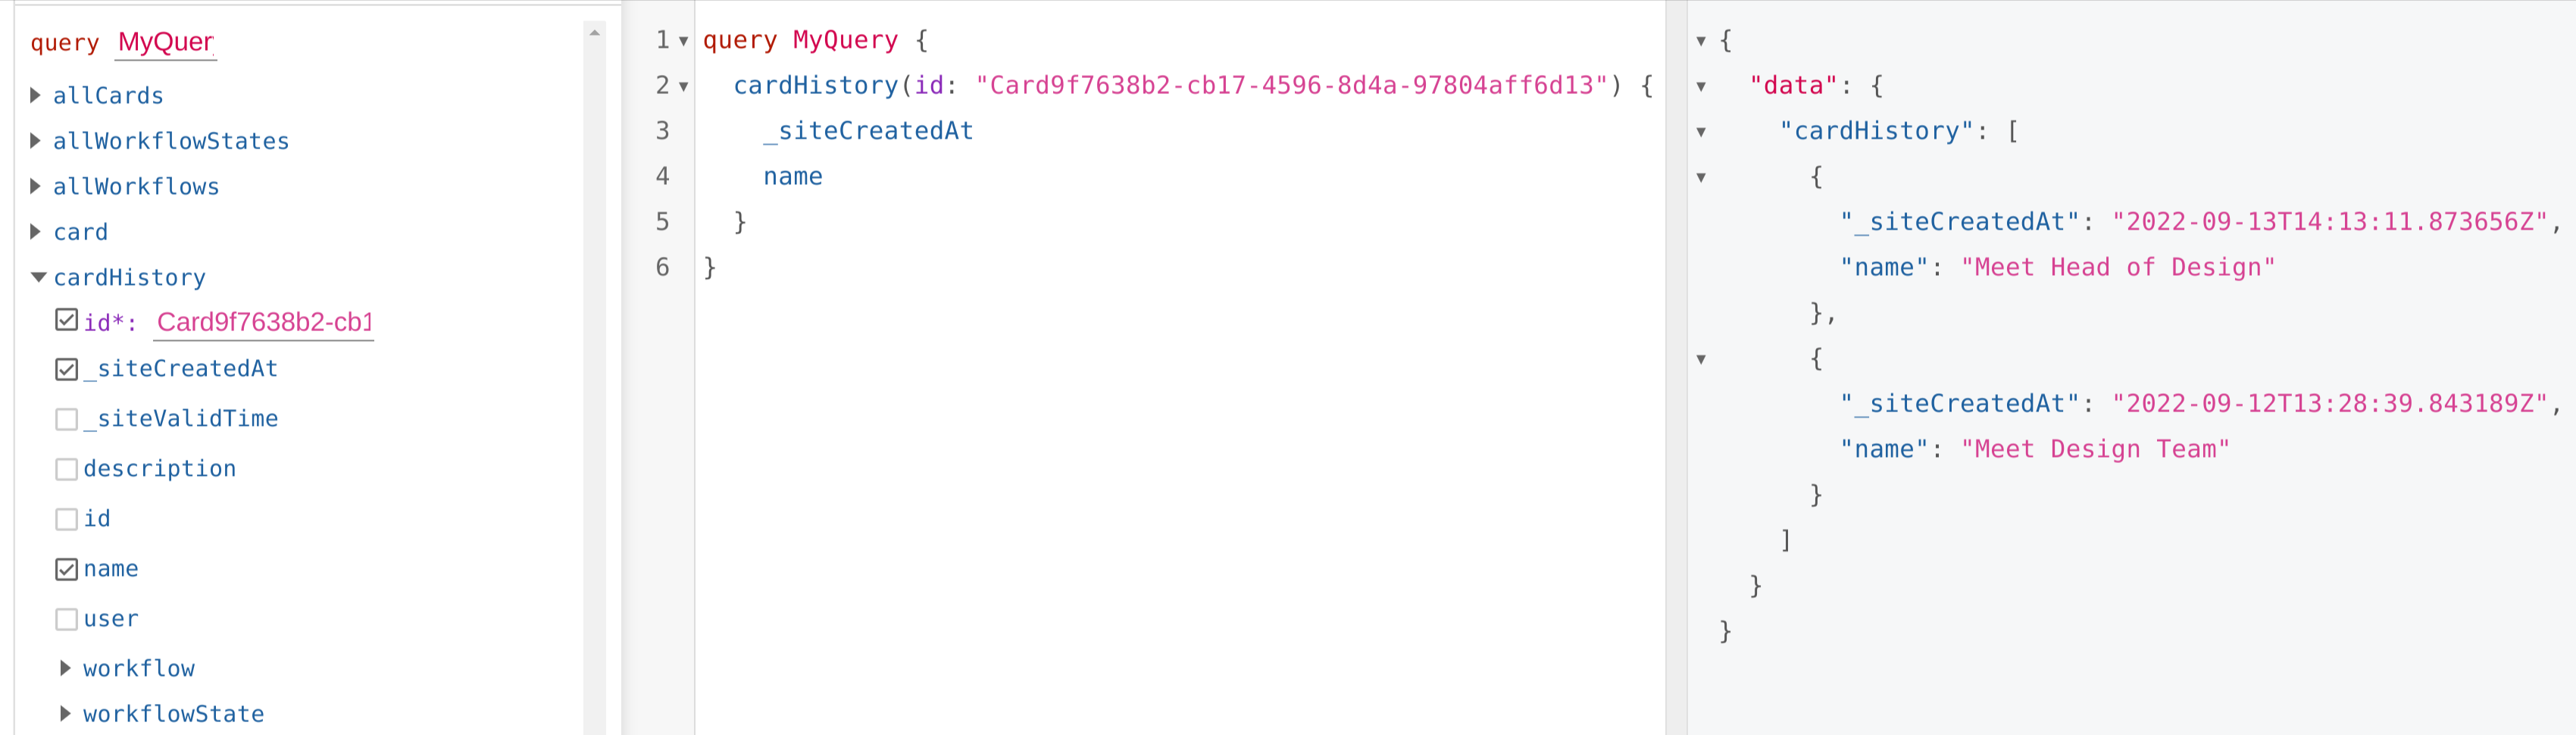 query MyQuer
allCards
allWorkflowStates
allWorkflows
card
cardHistory
id*: Card9f7638b2-cb1
_siteCreatedAt
_siteValidTime
description
id
name
user
workflow
workflowState
1 query MyQuery {
2 cardHistory(id: "Card9f7638b2-cb17-4596-8d4a-97804aff6d13") {
3 _siteCreatedAt
4 name
5 }
6 }
{
"data": {
"cardHistory": [
{
"_siteCreatedAt": "2022-09-13T14:13:11.873656Z",
"name": "Meet Head of Design"
},
{
"_siteCreatedAt": "2022-09-12T13:28:39.843189Z",
"name": "Meet Design Team"
}
]
}
}